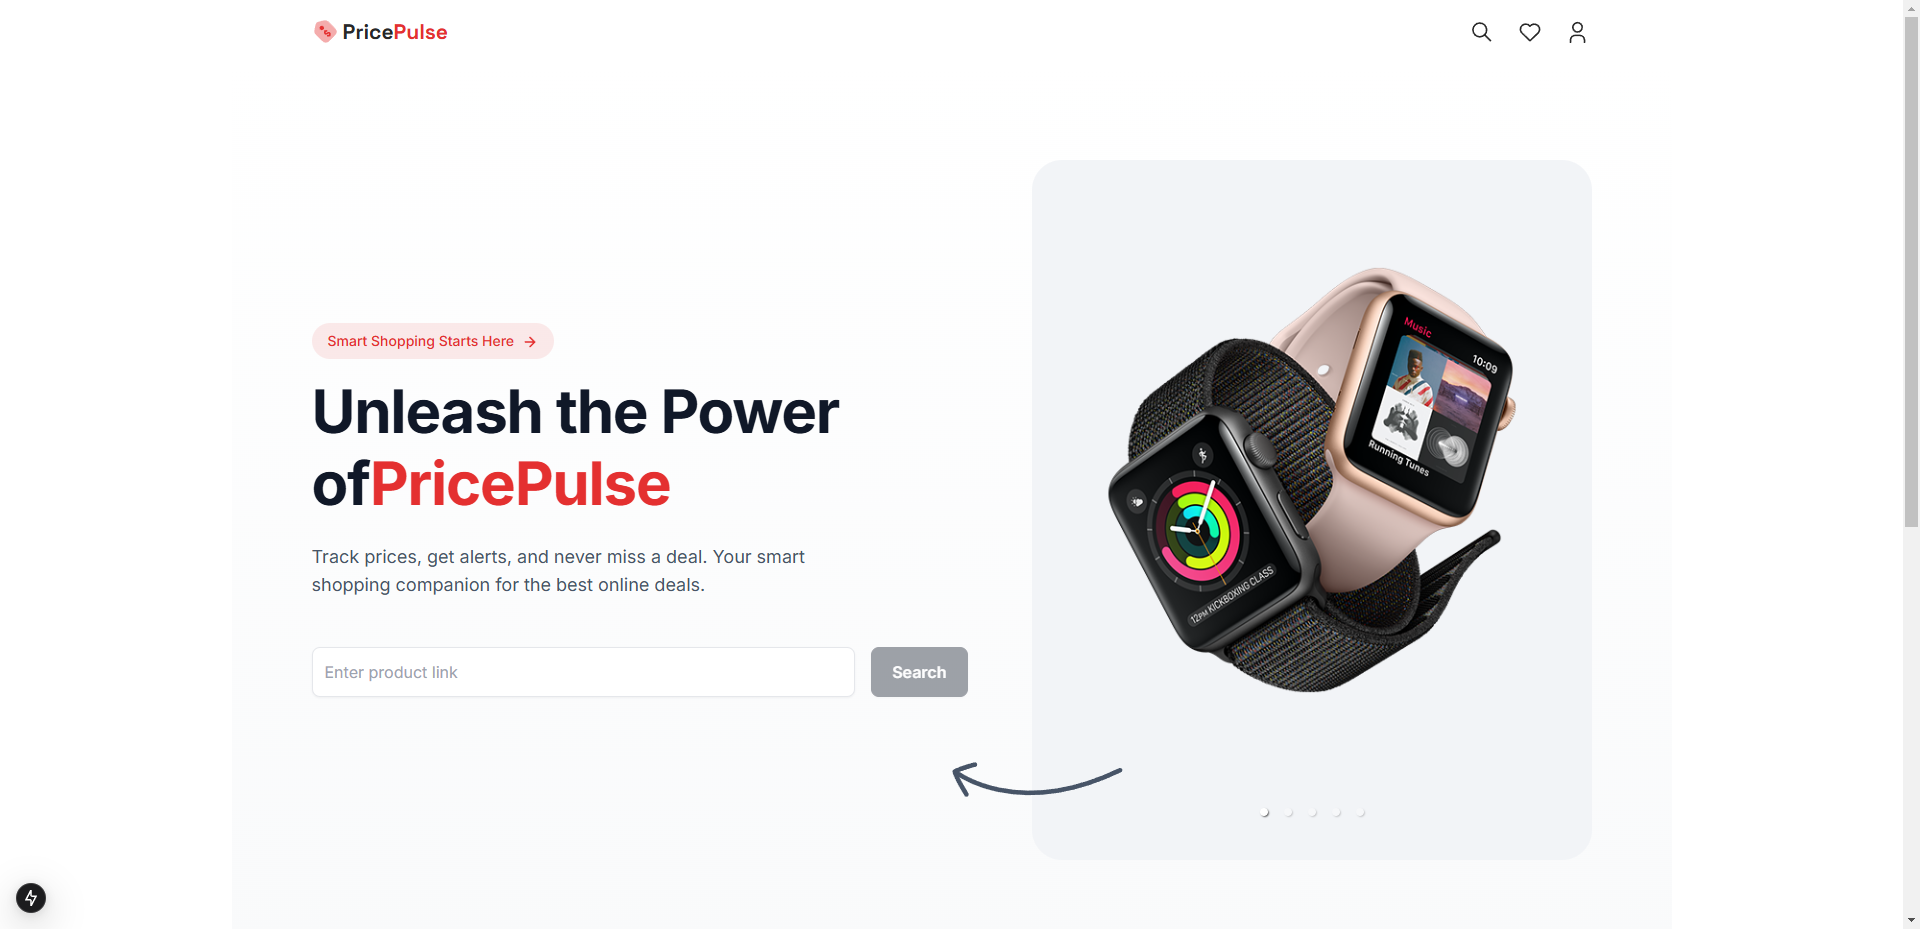 PricePulse
Smart Shopping Starts Here
Unleash the Power
ofPricePulse
Track prices, get alerts, and never miss a deal. Your smart
shopping companion for the best online deals.
Enter product link
Search
Music
10:09
Running Tunes
12PM KICKBOXING CLASS